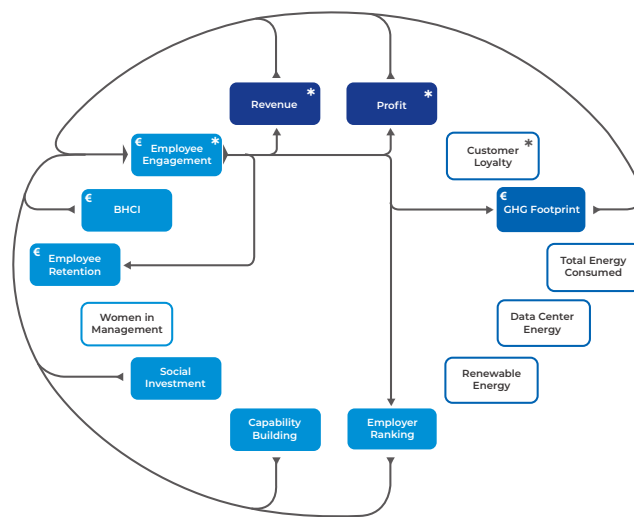 Revenue *
Profit *
€ Employee *
Engagement
Customer *
Loyalty
€ BHCI
€ GHG Footprint
€ Employee
Retention
Total Energy
Consumed
Women in
Management
Data Center
Energy
Social
Investment
Renewable
Energy
Capability
Building
Employer
Ranking